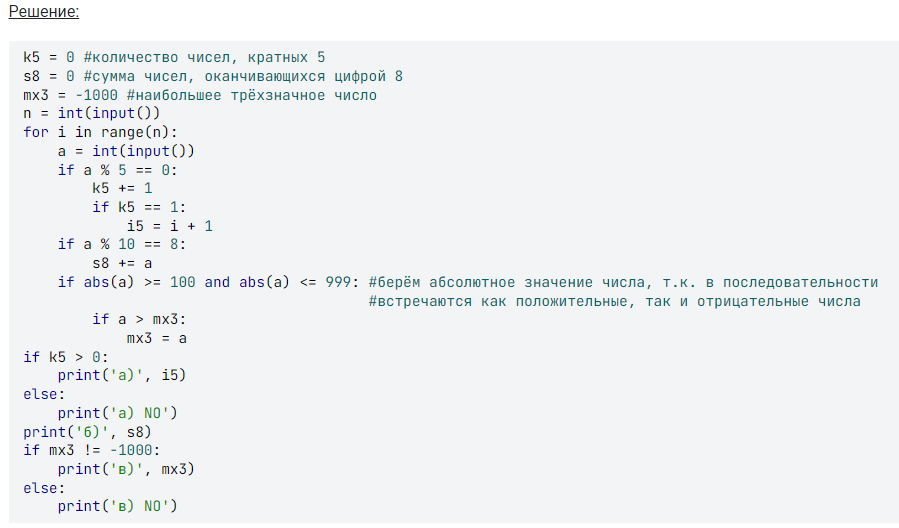 Решение:
k5 = 0 #количество чисел, кратных 5
s8 = 0 #сумма чисел, оканчивающихся цифрой 8
mx3 = -1000 #наибольшее трёхзначное число
n = int(input())
for i in range(n):
    a = int(input())
    if a % 5 == 0:
        k5 += 1
        if k5 == 1:
            i5 = i + 1
    if a % 10 == 8:
        s8 += a
    if abs(a) >= 100 and abs(a) <= 999: #берём абсолютное значение числа, т.к. в последовательности
                                        #встречаются как положительные, так и отрицательные числа
        if a > mx3:
            mx3 = a
if k5 > 0:
    print('а)', i5)
else:
    print('а) NO')
print('б)', s8)
if mx3 != -1000:
    print('в)', mx3)
else:
    print('в) NO')